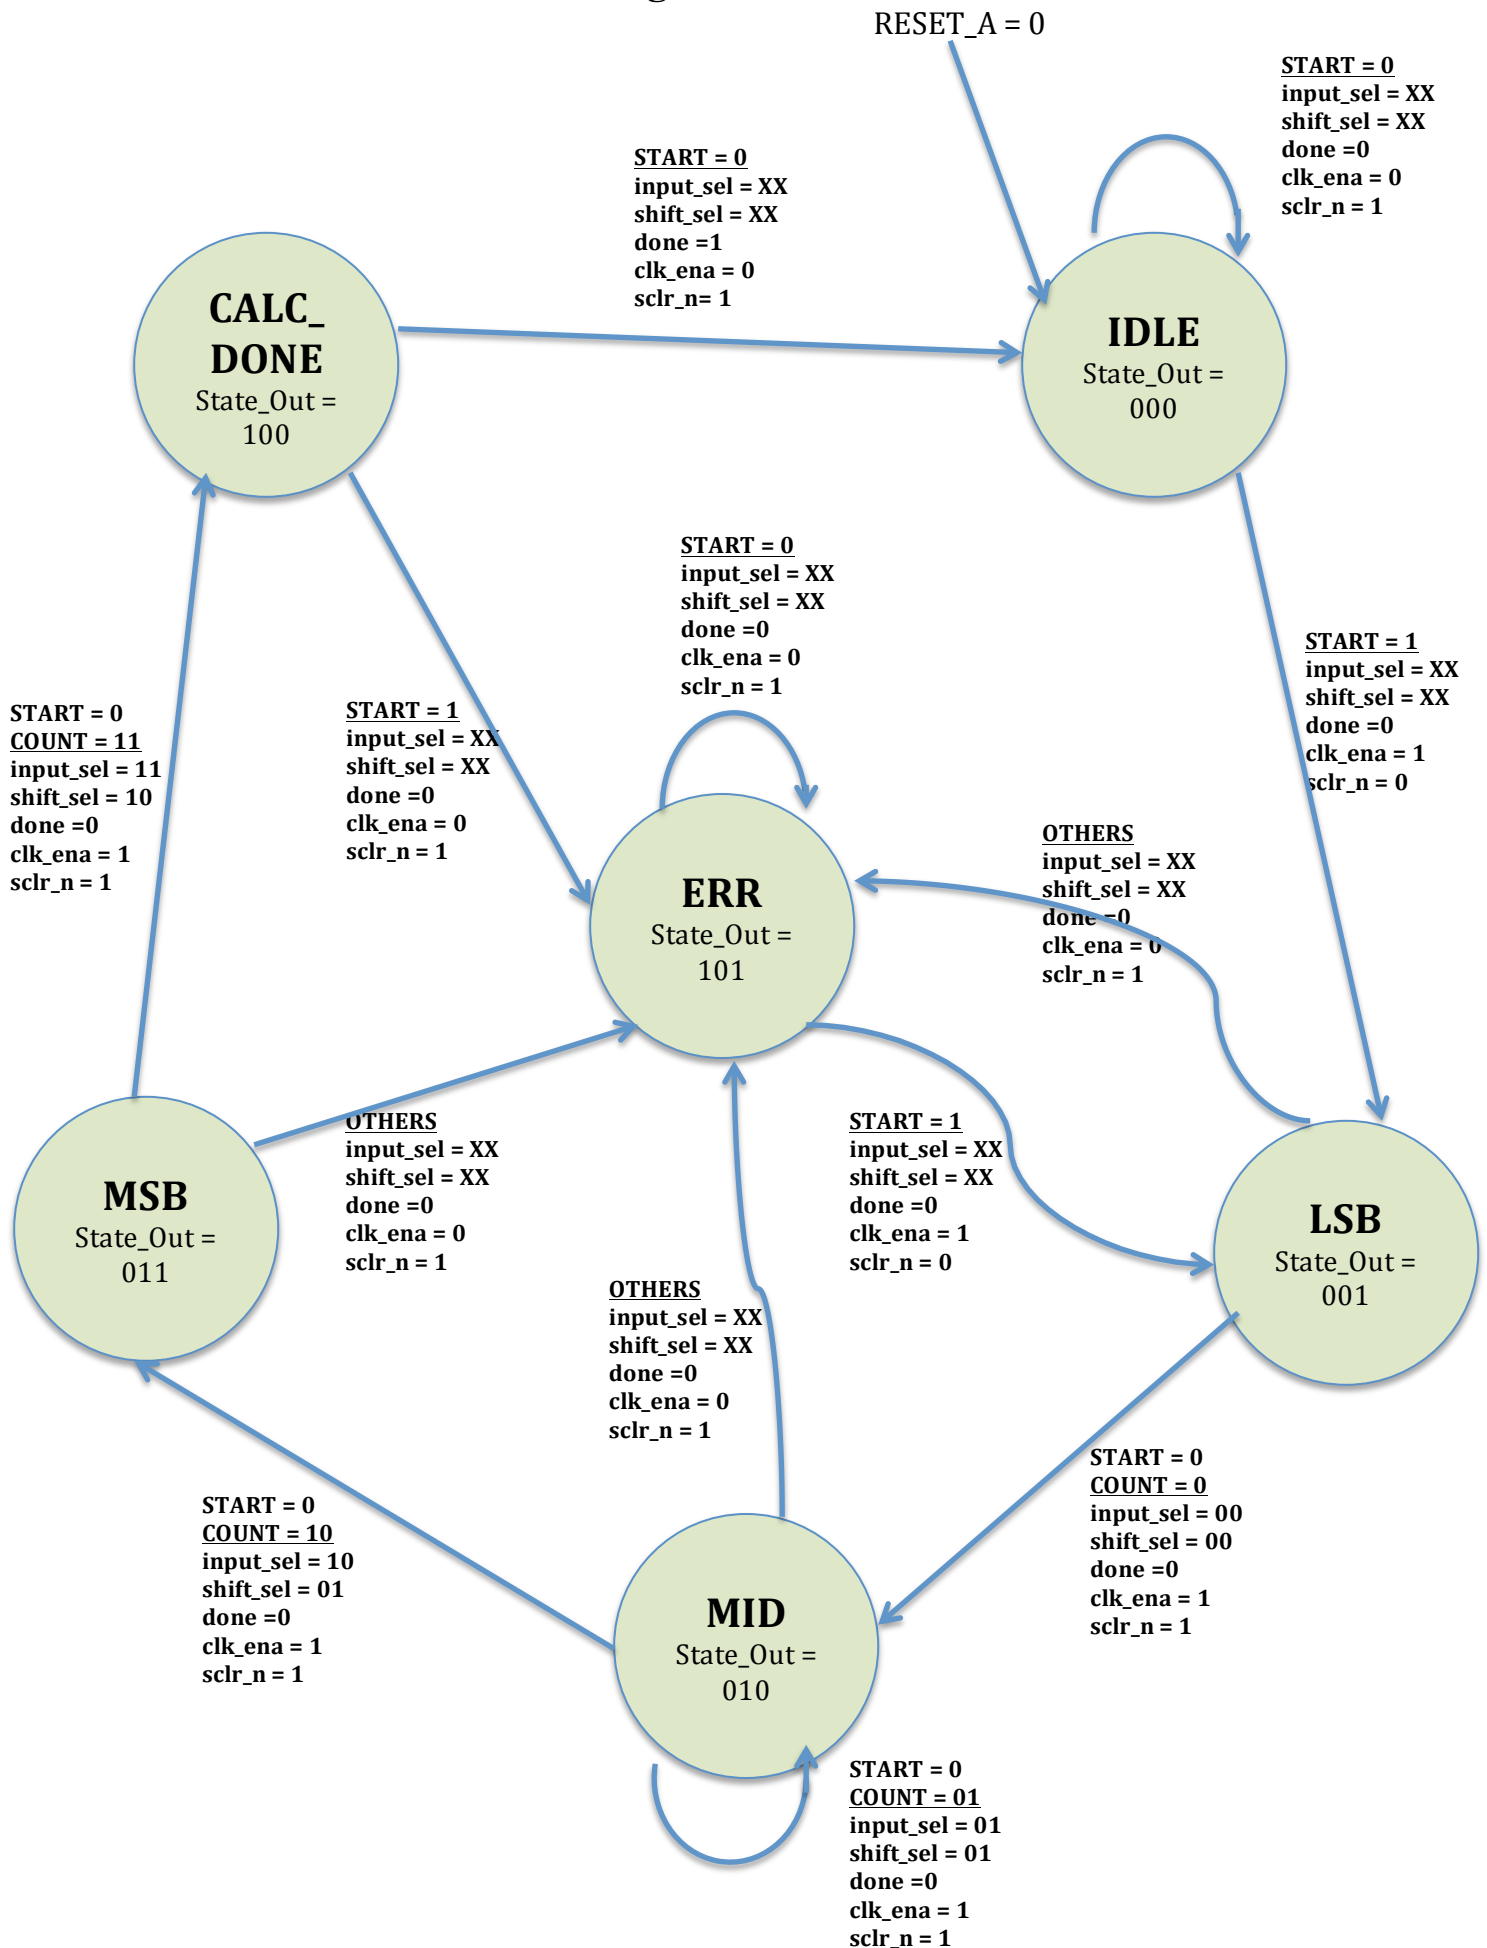 RESET_A = 0
START = 0
input_sel = XX
shift_sel = XX
done =0
clk_ena = 0
sclr_n = 1
START = 0
input_sel = XX
shift_sel = XX
done =1
clk_ena = 0
sclr_n= 1
CALC_
DONE
State_Out =
100
IDLE
State_Out =
000
START = 0
input_sel = XX
shift_sel = XX
done =0
clk_ena = 0
sclr_n = 1
START = 1
input_sel = XX
shift_sel = XX
done =0
clk_ena = 1
sclr_n = 0
START = 0
COUNT = 11
input_sel = 11
shift_sel = 10
done =0
clk_ena = 1
sclr_n = 1
START = 1
input_sel = XX
shift_sel = XX
done =0
clk_ena = 0
sclr_n = 1
OTHERS
input_sel = XX
shift_sel = XX
done =0
clk_ena = 0
sclr_n = 1
ERR
State_Out =
101
OTHERS
input_sel = XX
shift_sel = XX
done =0
clk_ena = 0
sclr_n = 1
START = 1
input_sel = XX
shift_sel = XX
done =0
clk_ena = 1
sclr_n = 0
MSB
State_Out =
011
LSB
State_Out =
001
OTHERS
input_sel = XX
shift_sel = XX
done =0
clk_ena = 0
sclr_n = 1
START = 0
COUNT = 0
input_sel = 00
shift_sel = 00
done =0
clk_ena = 1
sclr_n = 1
START = 0
COUNT = 10
input_sel = 10
shift_sel = 01
done =0
clk_ena = 1
sclr_n = 1
MID
State_Out =
010
START = 0
COUNT = 01
input_sel = 01
shift_sel = 01
done =0
clk_ena = 1
sclr_n = 1